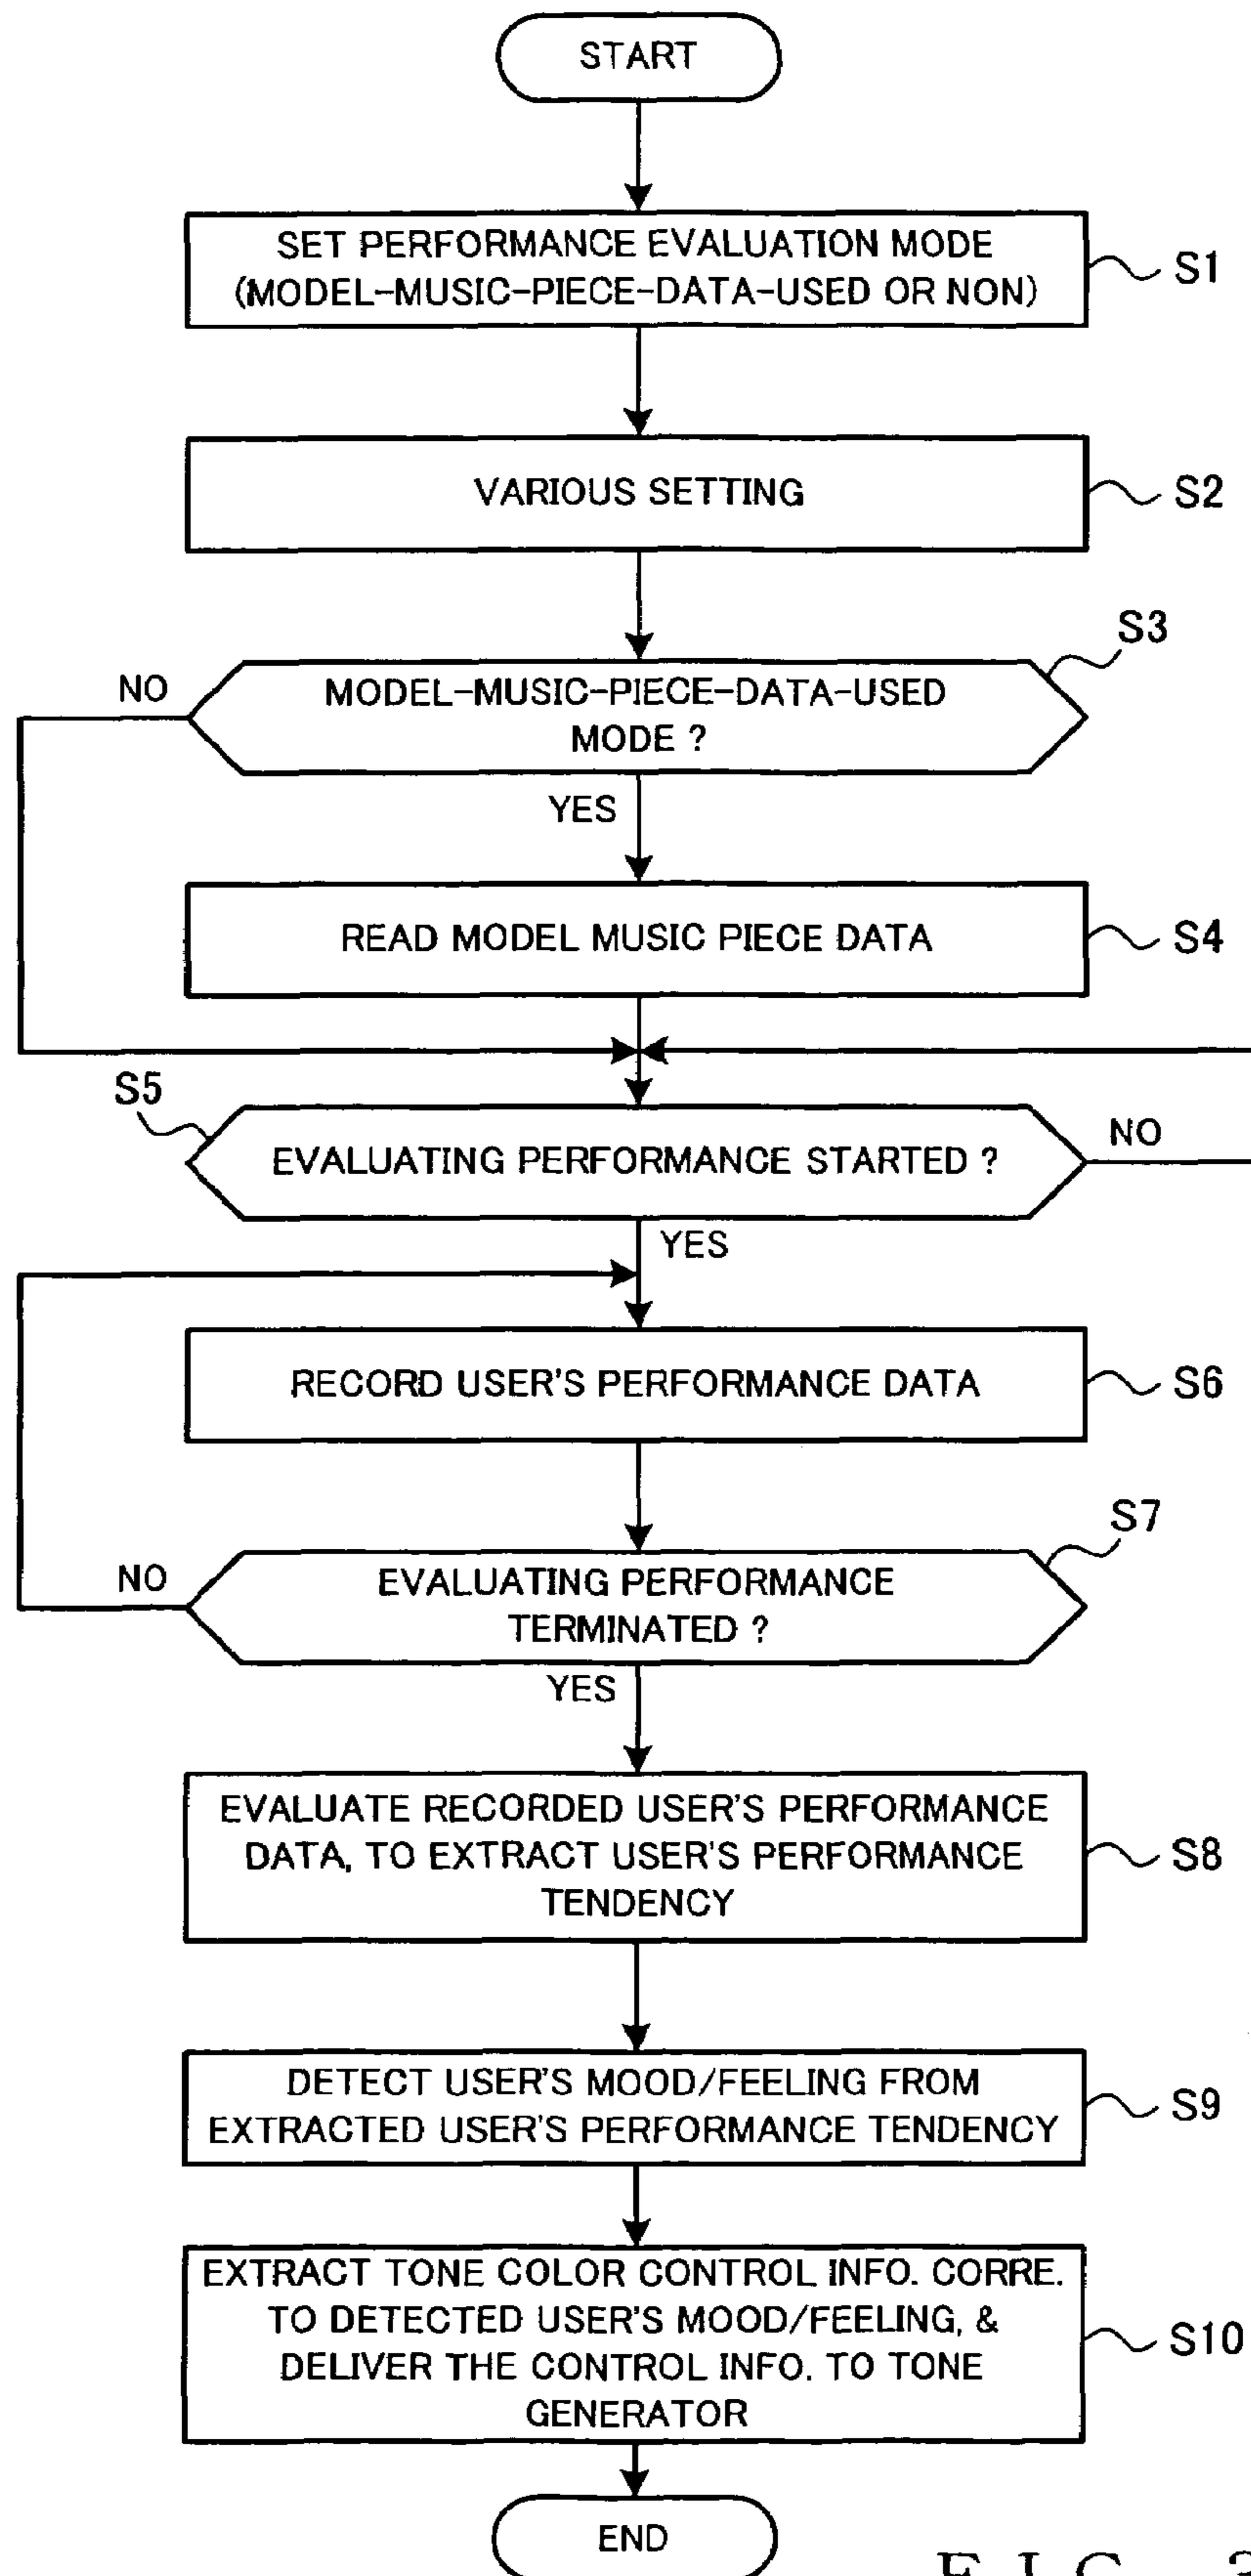 START
SET PERFORMANCE EVALUATION MODE
(MODEL-MUSIC-PIECE-DATA-USED OR NON)
S1
VARIOUS SETTING
S2
S3
NO
MODEL-MUSIC-PIECE-DATA-USED
MODE ?
YES
READ MODEL MUSIC PIECE DATA
S4
S5
EVALUATING PERFORMANCE STARTED ?
NO
YES
RECORD USER'S PERFORMANCE DATA
S6
S7
NO
EVALUATING PERFORMANCE
TERMINATED ?
YES
EVALUATE RECORDED USER'S PERFORMANCE
DATA, TO EXTRACT USER'S PERFORMANCE
TENDENCY
S8
DETECT USER'S MOOD/FEELING FROM
EXTRACTED USER'S PERFORMANCE TENDENCY
S9
EXTRACT TONE COLOR CONTROL INFO. CORRE.
TO DETECTED USER'S MOOD/FEELING, &
DELIVER THE CONTROL INFO. TO TONE
GENERATOR
S10
END
FIG.